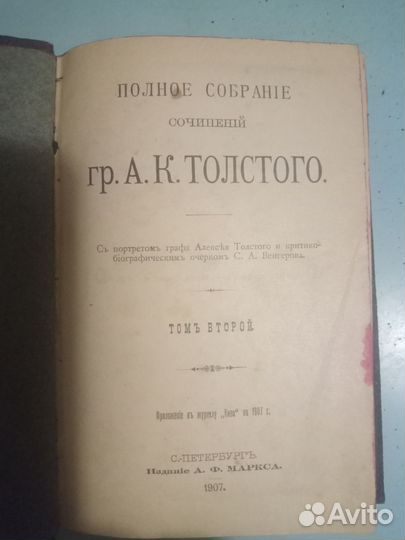 ПОЛНОЕ СОБРАНІЕ
СОЧИНЕНІЙ
гр. А. К. ТОЛСТОГО.
Съ портретомъ графа Алексѣя Толстого и критико-
біографическимъ очеркомъ С. А. Венгерова.
ТОМЪ ВТОРОЙ
Приложеніе къ журналу „Нива“ на 1907 г.
С.-ПЕТЕРБУРГЪ.
Изданіе А. Ф. МАРКСА.
1907.
Avito